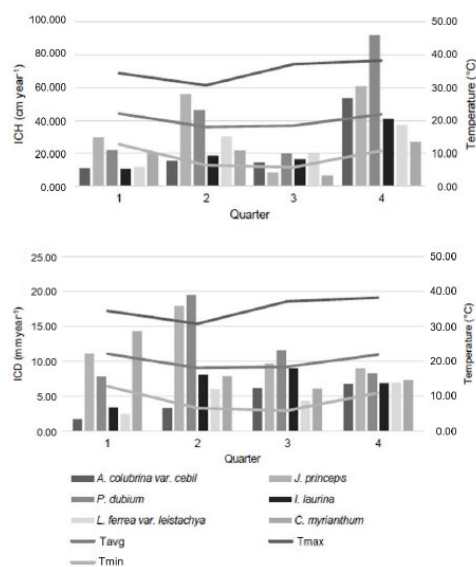 100.000
80.000
60.000
40.000
20.000
0.000
ICH (cm year-1)
50.00
40.00
30.00
20.00
10.00
0.00
Temperature (°C)
1 2 3 4
Quarter
25.00
20.00
15.00
10.00
5.00
0.00
ICD (mm year-1)
50.00
40.00
30.00
20.00
10.00
0.00
Temperature (°C)
1 2 3 4
Quarter
A. colubrina var. cebil J. princeps
P. dubium I. laurina
L. ferrea var. leistachya C. myrianthum
Tavg Tmax
Tmin